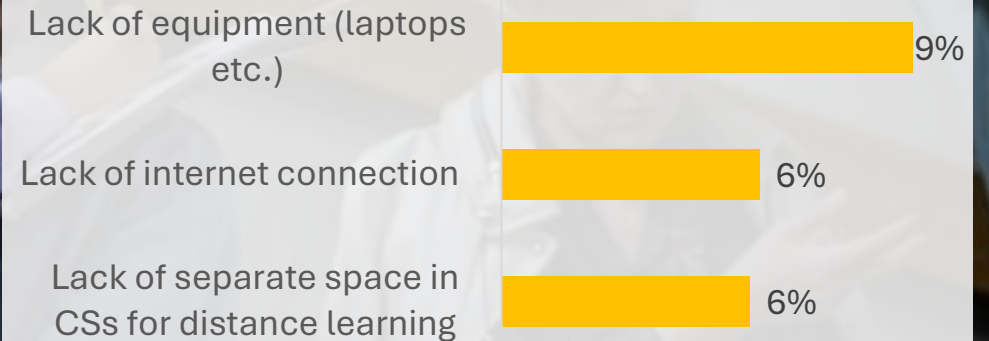 Lack of equipment (laptops
etc.)
9%
Lack of internet connection
6%
Lack of separate space in
CSs for distance learning
6%